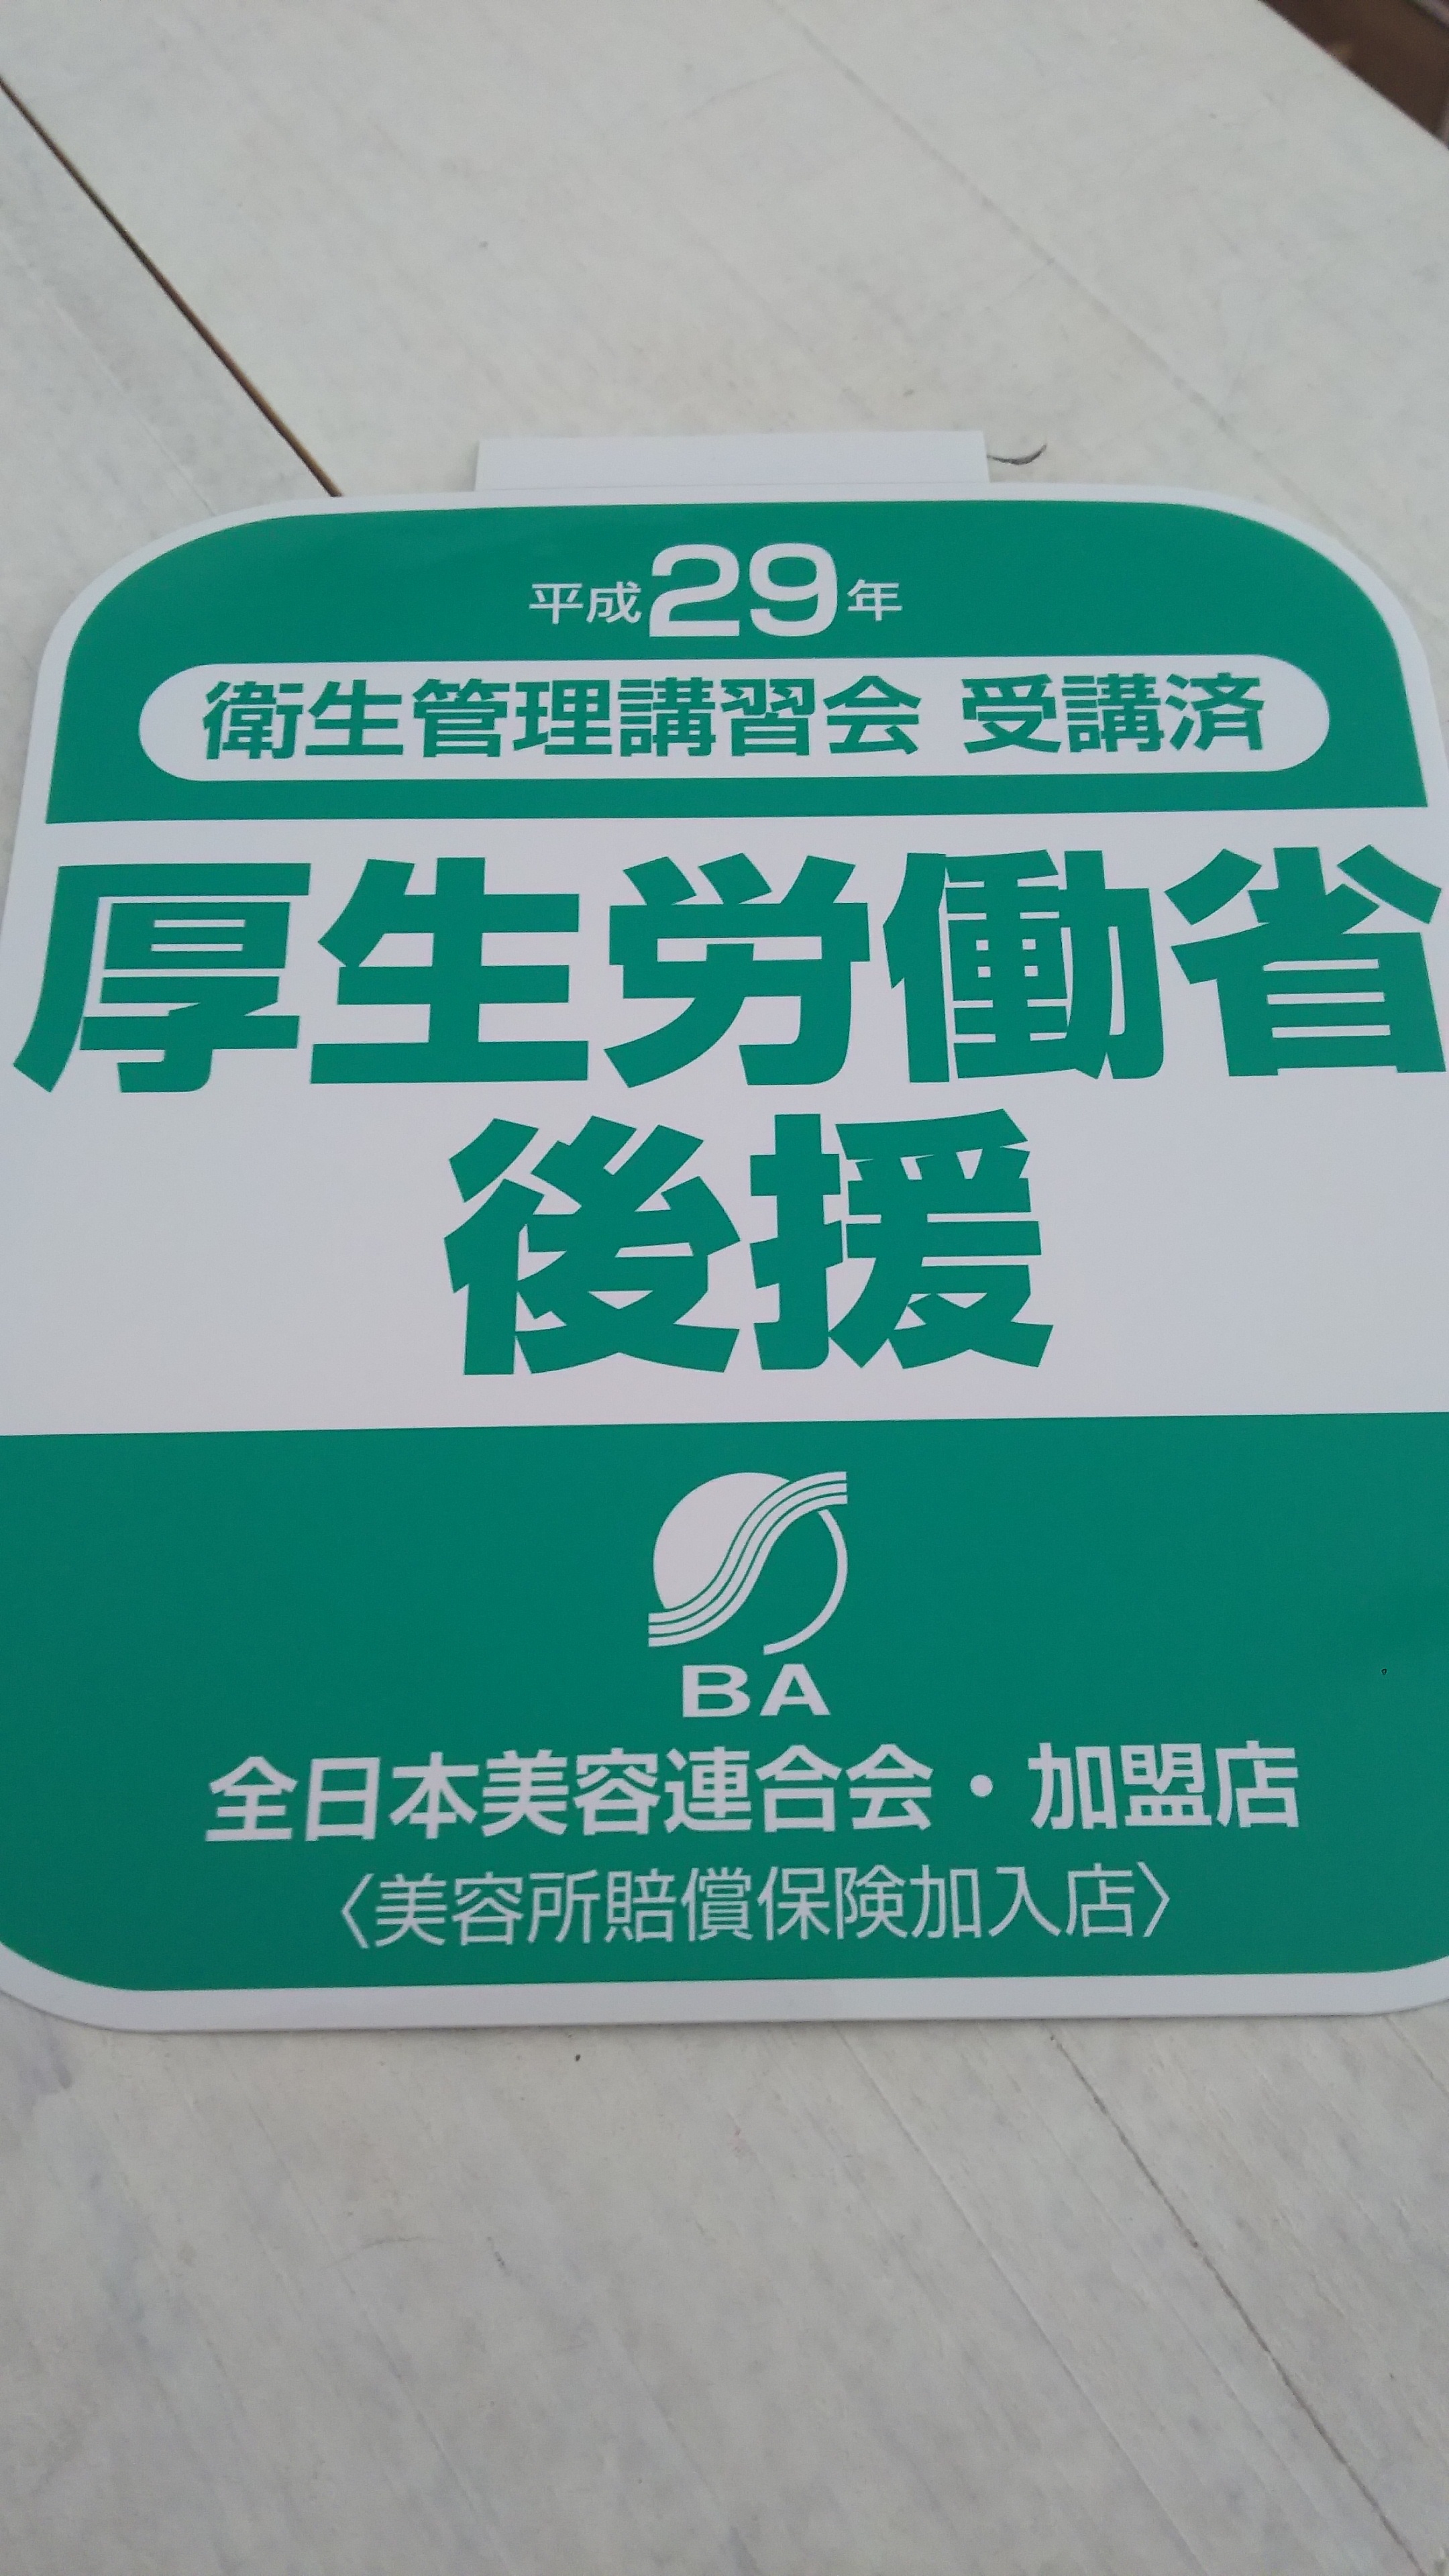 平成29年
衛生管理講習会 受講済
厚生労働省
後援
BA
全日本美容連合会・加盟店
〈美容所賠償保険加入店〉